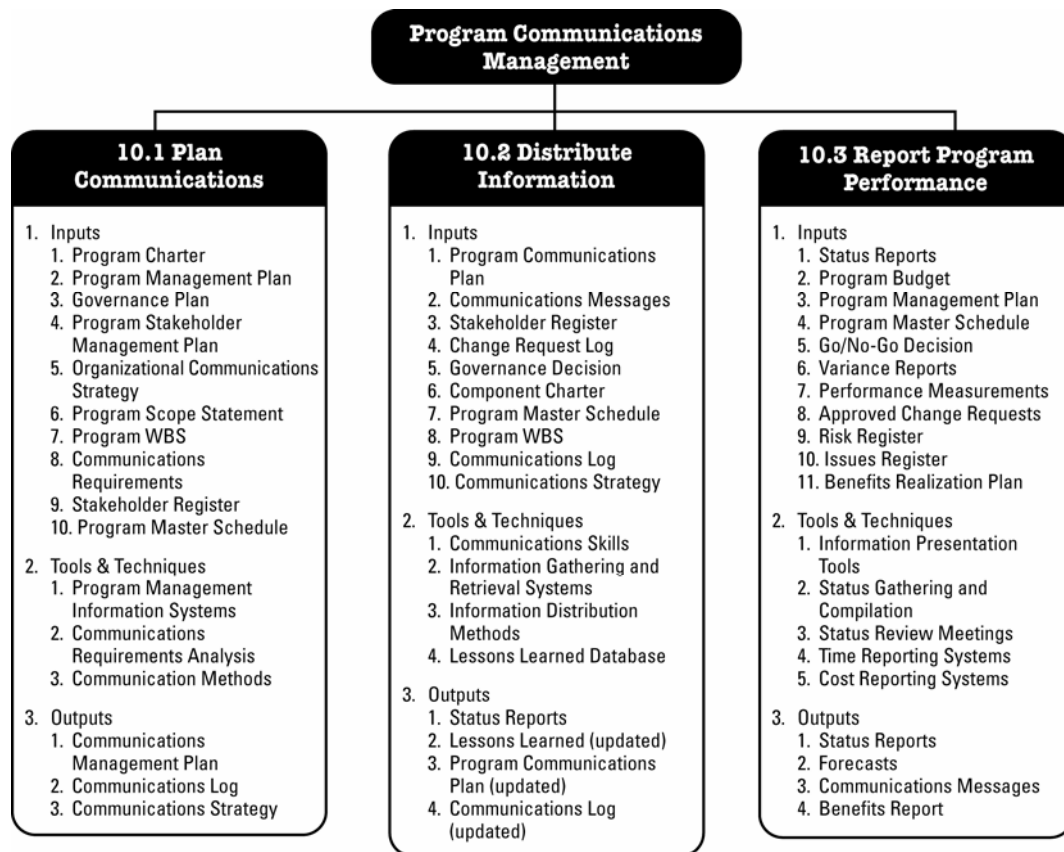 Program Communications
Management
10.1 Plan
Communications
1. Inputs
1. Program Charter
2. Program Management Plan
3. Governance Plan
4. Program Stakeholder
Management Plan
5. Organizational Communications
Strategy
6. Program Scope Statement
7. Program WBS
8. Communications
Requirements
9. Stakeholder Register
10. Program Master Schedule
2. Tools & Techniques
1. Program Management
Information Systems
2. Communications
Requirements Analysis
3. Communication Methods
3. Outputs
1. Communications
Management Plan
2. Communications Log
3. Communications Strategy
10.2 Distribute
Information
1. Inputs
1. Program Communications
Plan
2. Communications Messages
3. Stakeholder Register
4. Change Request Log
5. Governance Decision
6. Component Charter
7. Program Master Schedule
8. Program WBS
9. Communications Log
10. Communications Strategy
2. Tools & Techniques
1. Communications Skills
2. Information Gathering and
Retrieval Systems
3. Information Distribution
Methods
4. Lessons Learned Database
3. Outputs
1. Status Reports
2. Lessons Learned (updated)
3. Program Communications
Plan (updated)
4. Communications Log
(updated)
10.3 Report Program
Performance
1. Inputs
1. Status Reports
2. Program Budget
3. Program Management Plan
4. Program Master Schedule
5. Go/No-Go Decision
6. Variance Reports
7. Performance Measurements
8. Approved Change Requests
9. Risk Register
10. Issues Register
11. Benefits Realization Plan
2. Tools & Techniques
1. Information Presentation
Tools
2. Status Gathering and
Compilation
3. Status Review Meetings
4. Time Reporting Systems
5. Cost Reporting Systems
3. Outputs
1. Status Reports
2. Forecasts
3. Communications Messages
4. Benefits Report